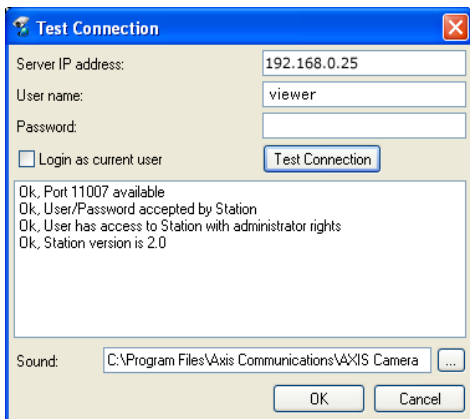 Test Connection
Server IP address: 192.168.0.25
User name: viewer
Password:
Login as current user Test Connection
Ok, Port 11007 available
Ok, User/Password accepted by Station
Ok, User has access to Station with administrator rights
Ok, Station version is 2.0
Sound: C:\Program Files\Axis Communications\AXIS Camera ...
OK Cancel